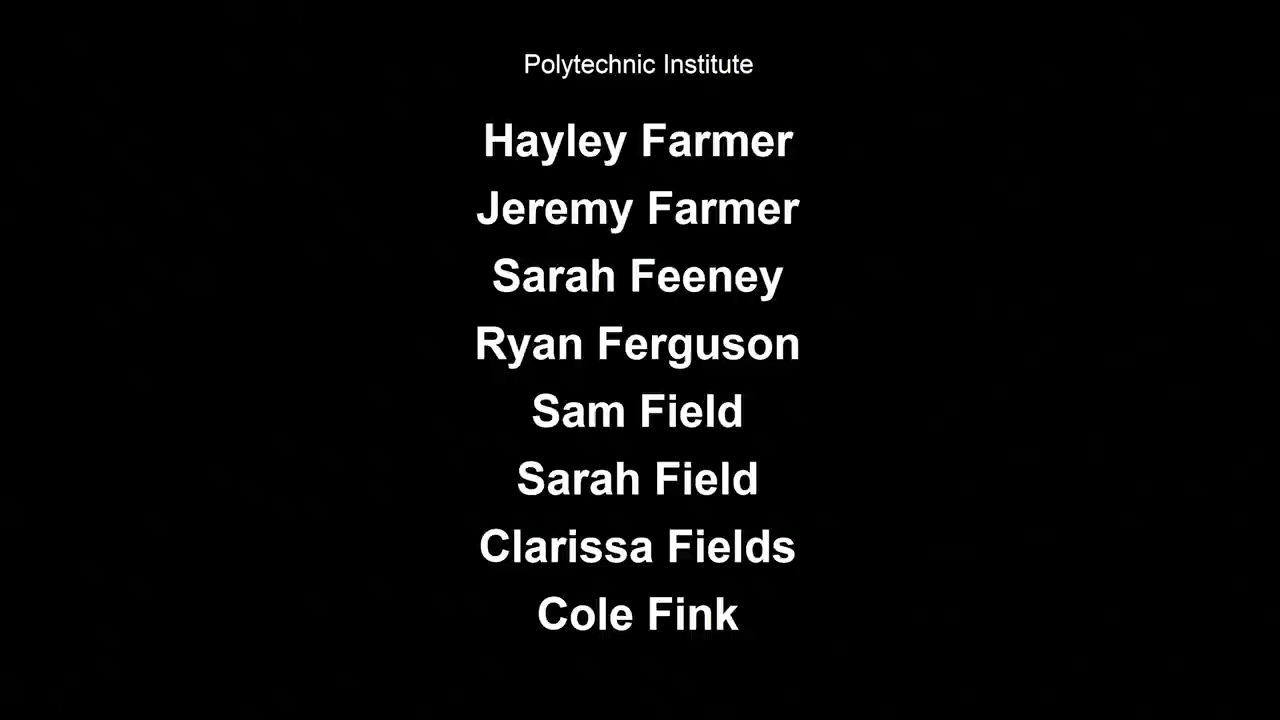 Polytechnic Institute
Hayley Farmer
Jeremy Farmer
Sarah Feeney
Ryan Ferguson
Sam Field
Sarah Field
Clarissa Fields
Cole Fink